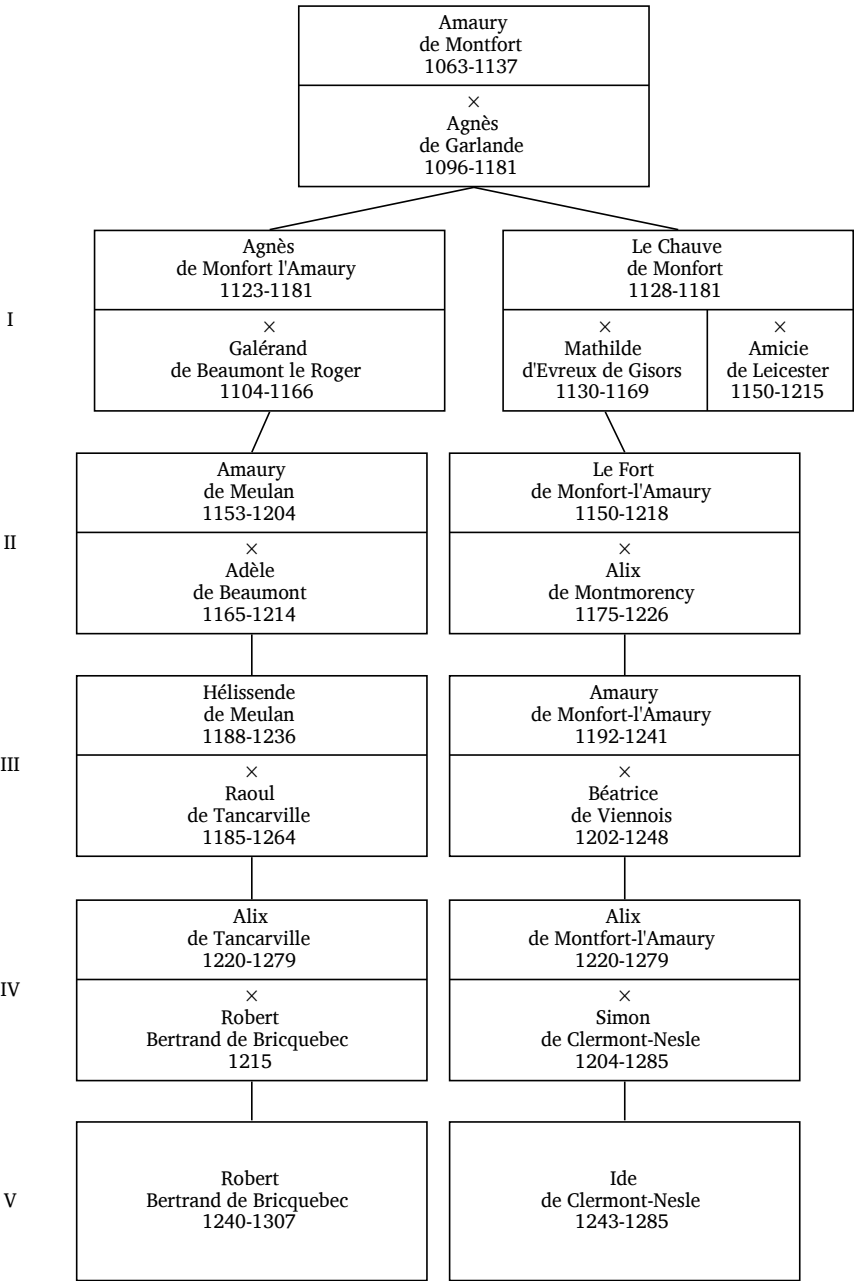 Amaury
de Montfort
1063-1137
×
Agnès
de Garlande
1096-1181
I
Agnès
de Monfort l'Amaury
1123-1181
×
Galérand
de Beaumont le Roger
1104-1166
Le Chauve
de Monfort
1128-1181
×
Mathilde
d'Evreux de Gisors
1130-1169
×
Amicie
de Leicester
1150-1215
II
Amaury
de Meulan
1153-1204
×
Adèle
de Beaumont
1165-1214
Le Fort
de Monfort-l'Amaury
1150-1218
×
Alix
de Montmorency
1175-1226
III
Hélissende
de Meulan
1188-1236
×
Raoul
de Tancarville
1185-1264
Amaury
de Monfort-l'Amaury
1192-1241
×
Béatrice
de Viennois
1202-1248
IV
Alix
de Tancarville
1220-1279
×
Robert
Bertrand de Bricquebec
1215
Alix
de Montfort-l'Amaury
1220-1279
×
Simon
de Clermont-Nesle
1204-1285
V
Robert
Bertrand de Bricquebec
1240-1307
Ide
de Clermont-Nesle
1243-1285